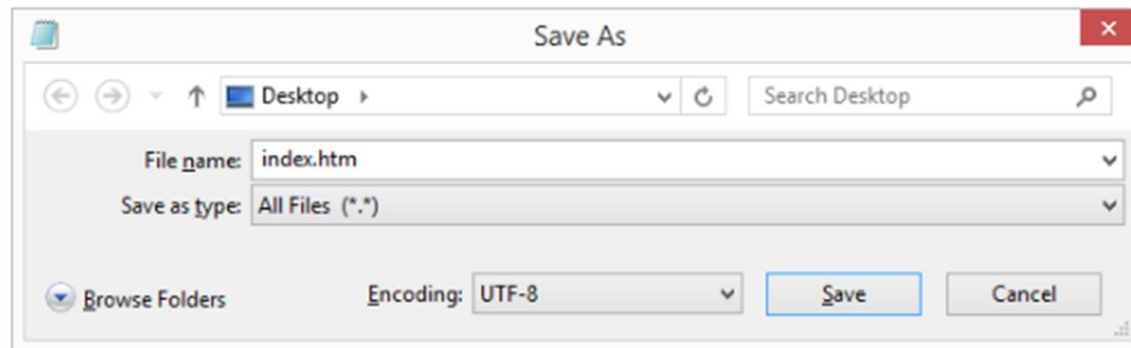 Save As
Desktop
Search Desktop
File name: index.htm
Save as type: All Files (*.*)
Browse Folders Encoding: UTF-8 Save Cancel